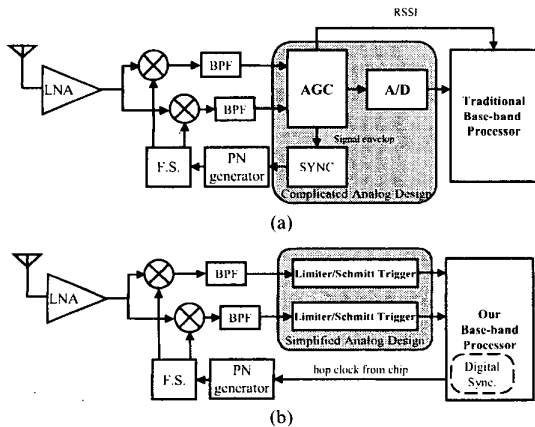 RSSI
BPF
LNA
AGC
A/D
Traditional
Base-band
Processor
BPF
Signal envelop
F.S.
PN
generator
SYNC
Complicated Analog Design
(a)
BPF
Limiter/Schmitt Trigger
LNA
BPF
Limiter/Schmitt Trigger
Simplified Analog Design
Our
Base-band
Processor
F.S.
PN
generator
hop clock from chip
Digital
Sync.
(b)